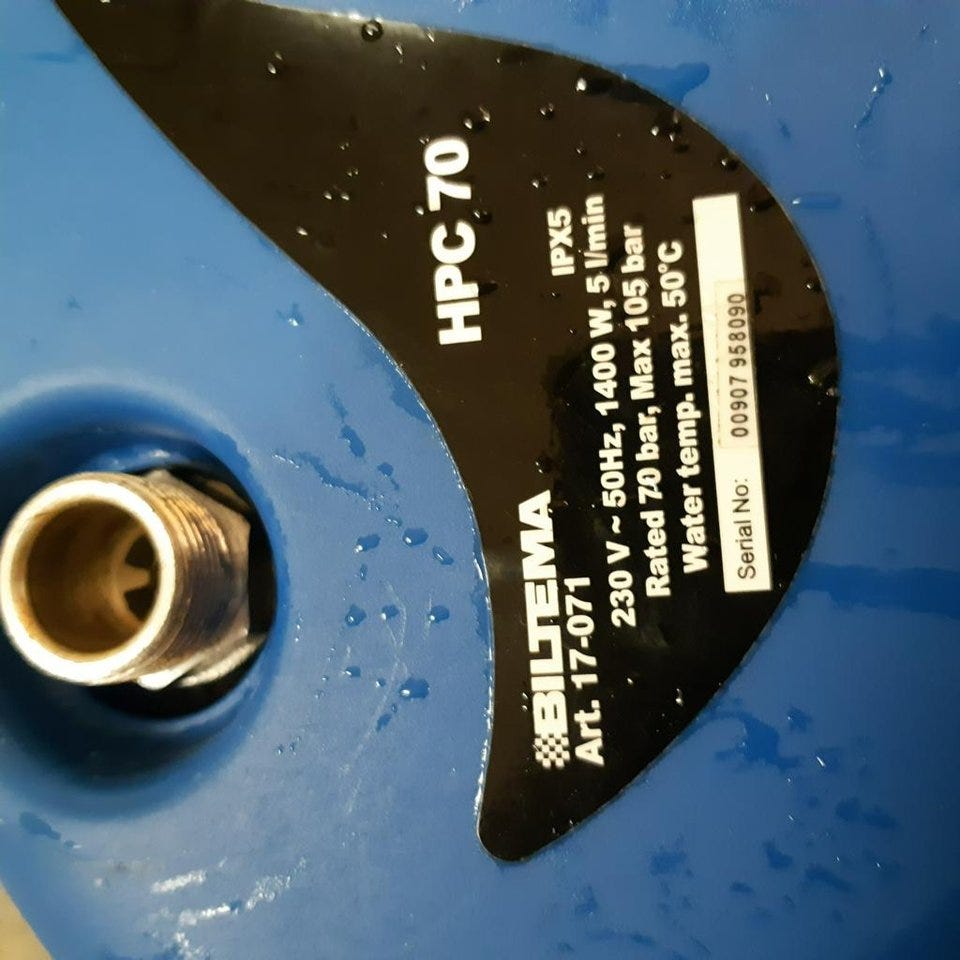 HPC 70
BILTEMA
Art. 17-071 IPX5
230 V ~ 50Hz, 1400 W, 5 l/min
Rated 70 bar, Max 105 bar
Water temp. max. 50°C
Serial No: 00907 958090